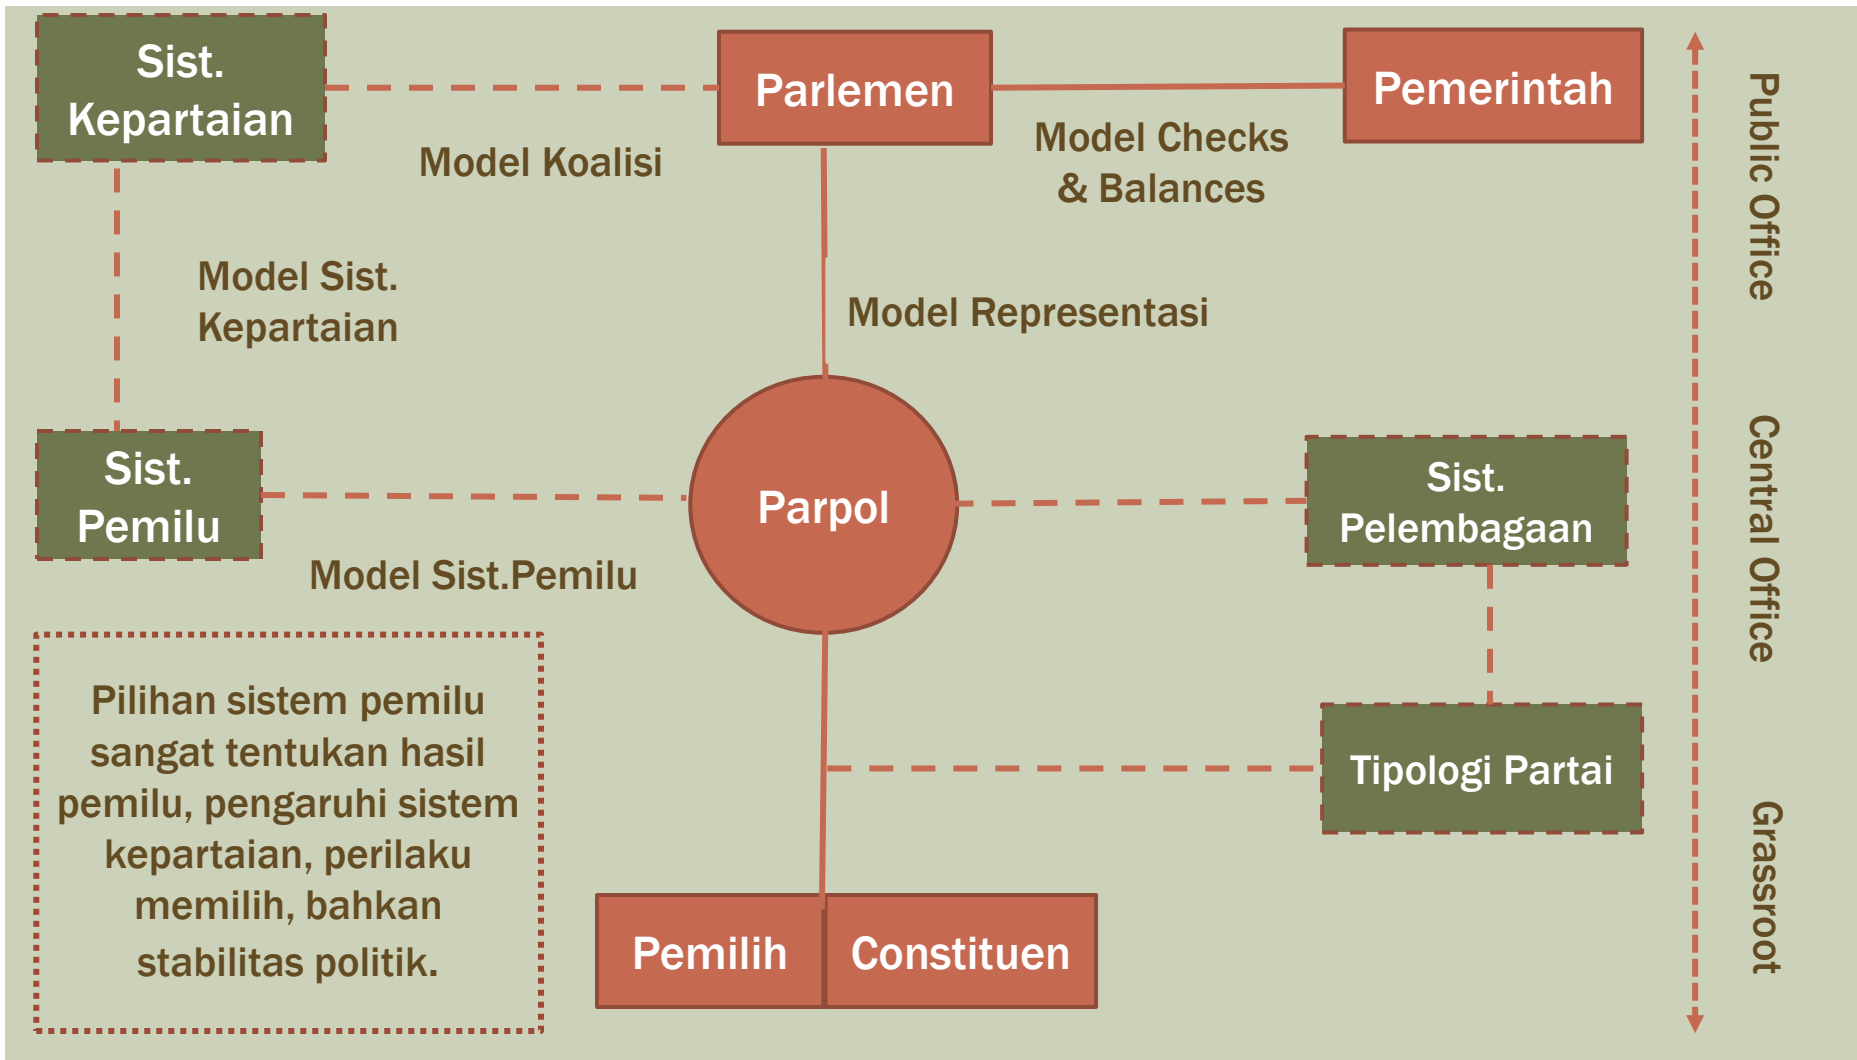 Sist.
Kepartaian
Parlemen
Pemerintah
Model Koalisi
Model Checks
& Balances
Public Office
Model Sist.
Kepartaian
Model Representasi
Sist.
Pemilu
Parpol
Sist.
Pelembagaan
Central Office
Model Sist.Pemilu
Pilihan sistem pemilu
sangat tentukan hasil
pemilu, pengaruhi sistem
kepartaian, perilaku
memilih, bahkan
stabilitas politik.
Tipologi Partai
Grassroot
Pemilih
Constituen